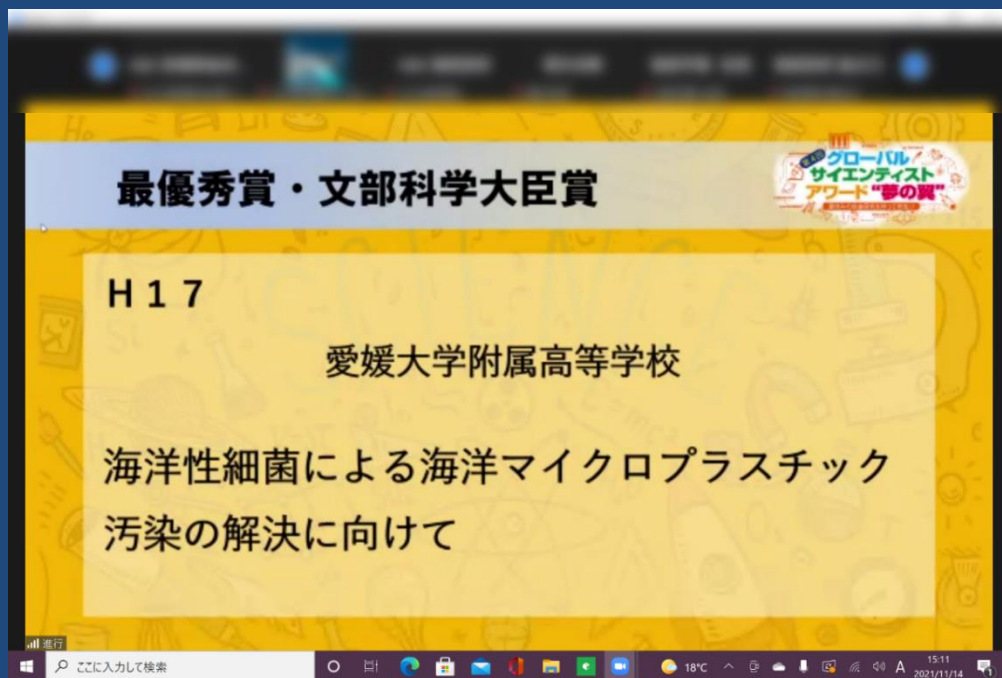 最優秀賞・文部科学大臣賞
第4回
グローバル
サイエンティスト
アワード“夢の翼”
H17
愛媛大学附属高等学校
海洋性細菌による海洋マイクロプラスチック
汚染の解決に向けて
進行
ここに入力して検索
18℃
A
15:11
2021/11/14